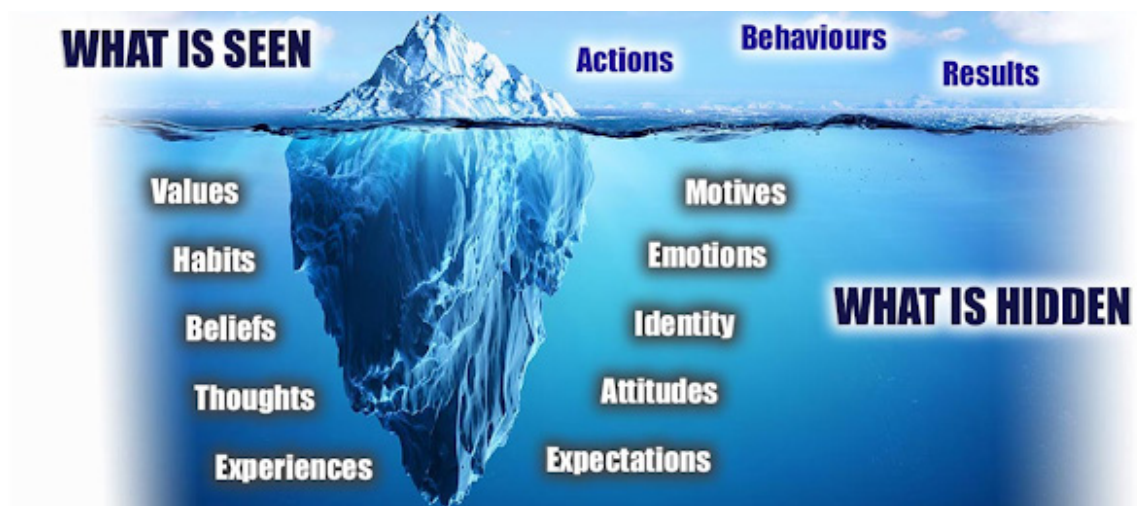 WHAT IS SEEN
Actions
Behaviours
Results
Values
Habits
Beliefs
Thoughts
Experiences
Motives
Emotions
Identity
Attitudes
Expectations
WHAT IS HIDDEN